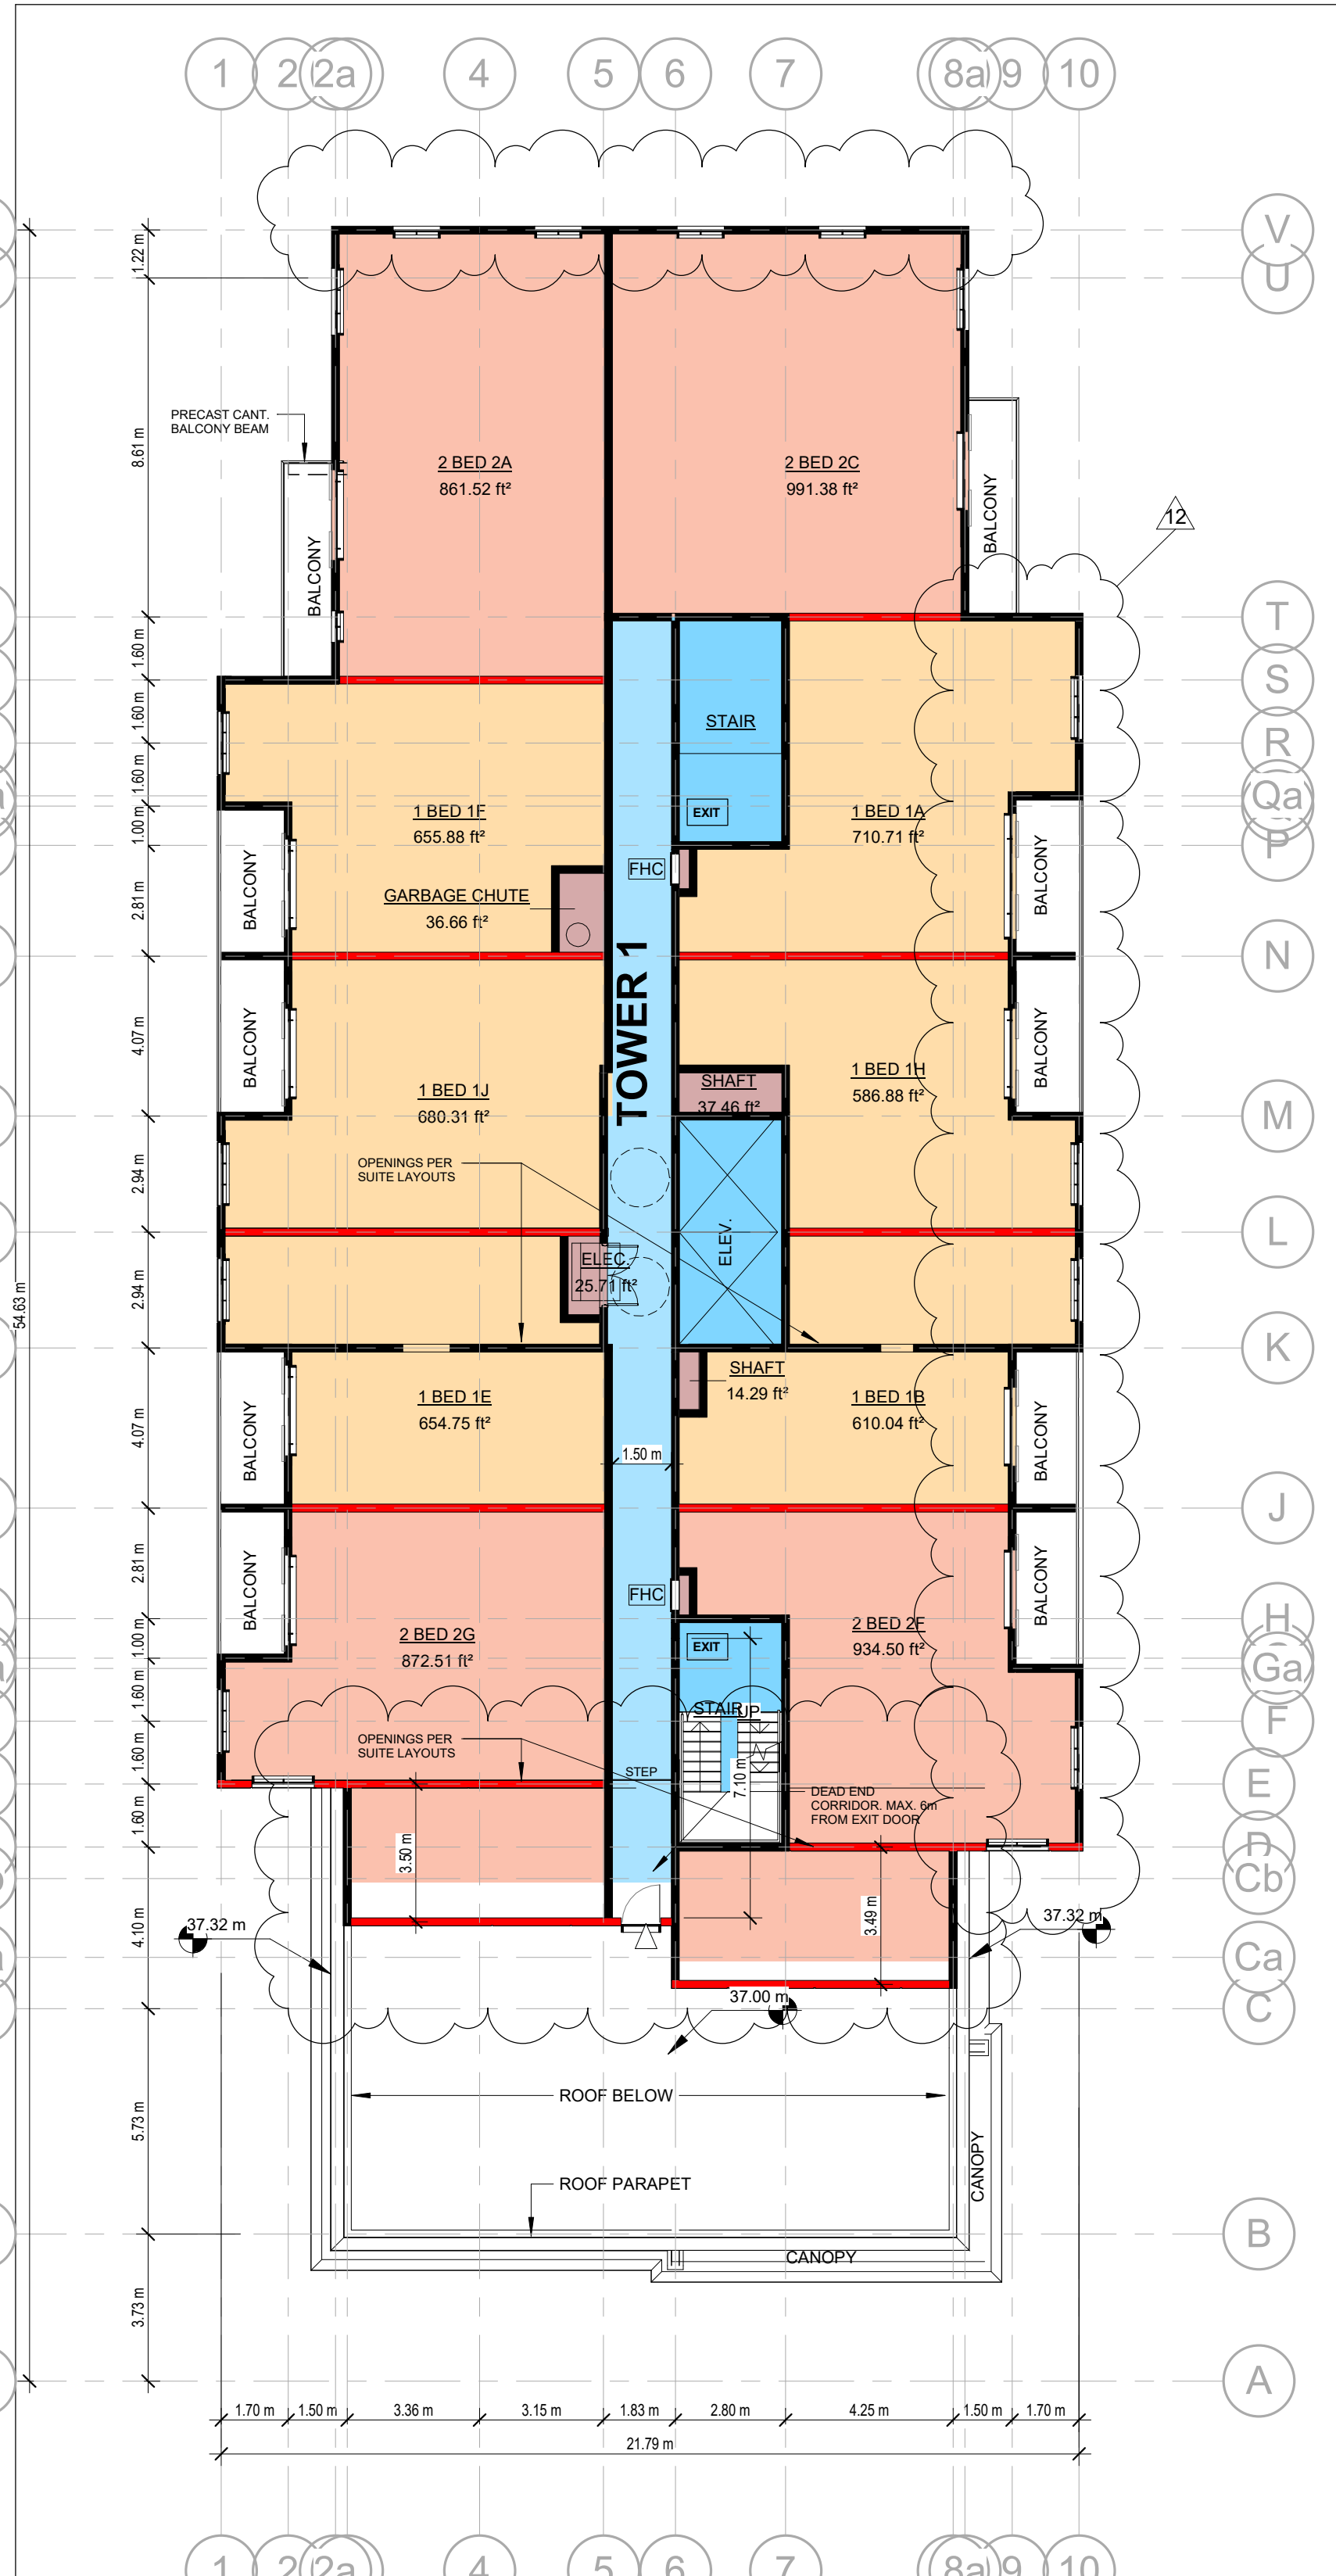 1 2 2a 4 5 6 7 8a 9 10
V
U
1.22 m
8.61 m
PRECAST CANT.
BALCONY BEAM
2 BED 2A
861.52 ft²
2 BED 2C
991.38 ft²
BALCONY
BALCONY
12
T
1.60 m
S
STAIR
1.60 m
R
1.60 m
Qa
EXIT
1 BED 1F
655.88 ft²
1 BED 1A
710.71 ft²
1.00 m
P
FHC
BALCONY
BALCONY
GARBAGE CHUTE
36.66 ft²
2.81 m
N
TOWER 1
4.07 m
BALCONY
BALCONY
SHAFT
37.46 ft²
1 BED 1J
680.31 ft²
1 BED 1H
586.88 ft²
M
OPENINGS PER
SUITE LAYOUTS
2.94 m
L
ELEV.
ELEC.
25.71 ft²
2.94 m
54.63 m
K
SHAFT
14.29 ft²
1 BED 1E
654.75 ft²
1 BED 1B
610.04 ft²
4.07 m
BALCONY
BALCONY
1.50 m
J
2.81 m
BALCONY
BALCONY
FHC
H
2 BED 2G
872.51 ft²
2 BED 2F
934.50 ft²
EXIT
1.00 m
Ga
1.60 m
STAIR
UP
F
OPENINGS PER
SUITE LAYOUTS
1.60 m
STEP
7.10 m
E
DEAD END
CORRIDOR. MAX. 6m
FROM EXIT DOOR
1.60 m
D
3.50 m
Cb
4.10 m
37.32 m
3.49 m
37.32 m
Ca
37.00 m
C
ROOF BELOW
5.73 m
CANOPY
ROOF PARAPET
B
CANOPY
3.73 m
A
1.70 m 1.50 m 3.36 m 3.15 m 1.83 m 2.80 m 4.25 m 1.50 m 1.70 m
21.79 m
1 2 2a 4 5 6 7 8a 9 10